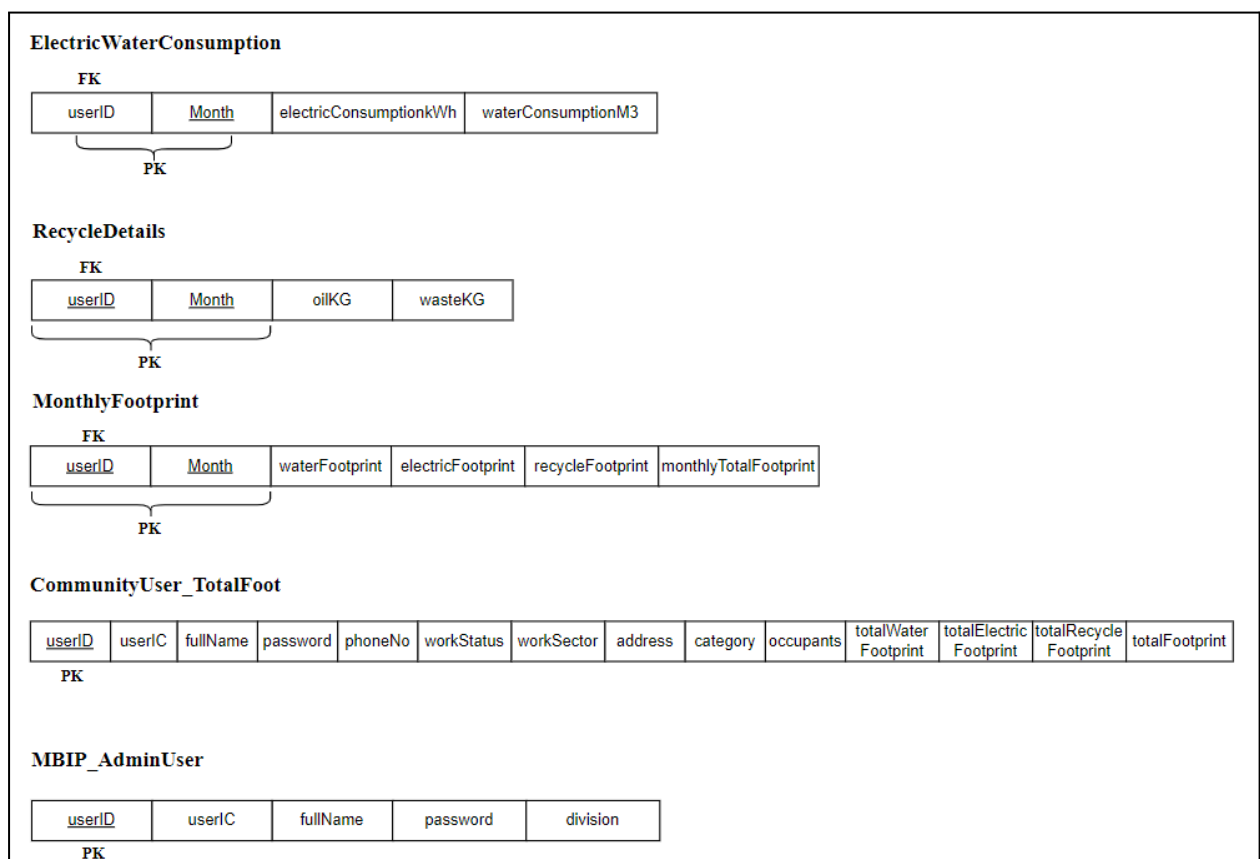 ElectricWaterConsumption
FK
userID Month electricConsumptionkWh waterConsumptionM3
PK
RecycleDetails
FK
userID Month oilKG wasteKG
PK
MonthlyFootprint
FK
userID Month waterFootprint electricFootprint recycleFootprint monthlyTotalFootprint
PK
CommunityUser_TotalFoot
userID userIC fullName password phoneNo workStatus workSector address category occupants totalWater Footprint totalElectric Footprint totalRecycle Footprint totalFootprint
PK
MBIP_AdminUser
userID userIC fullName password division
PK